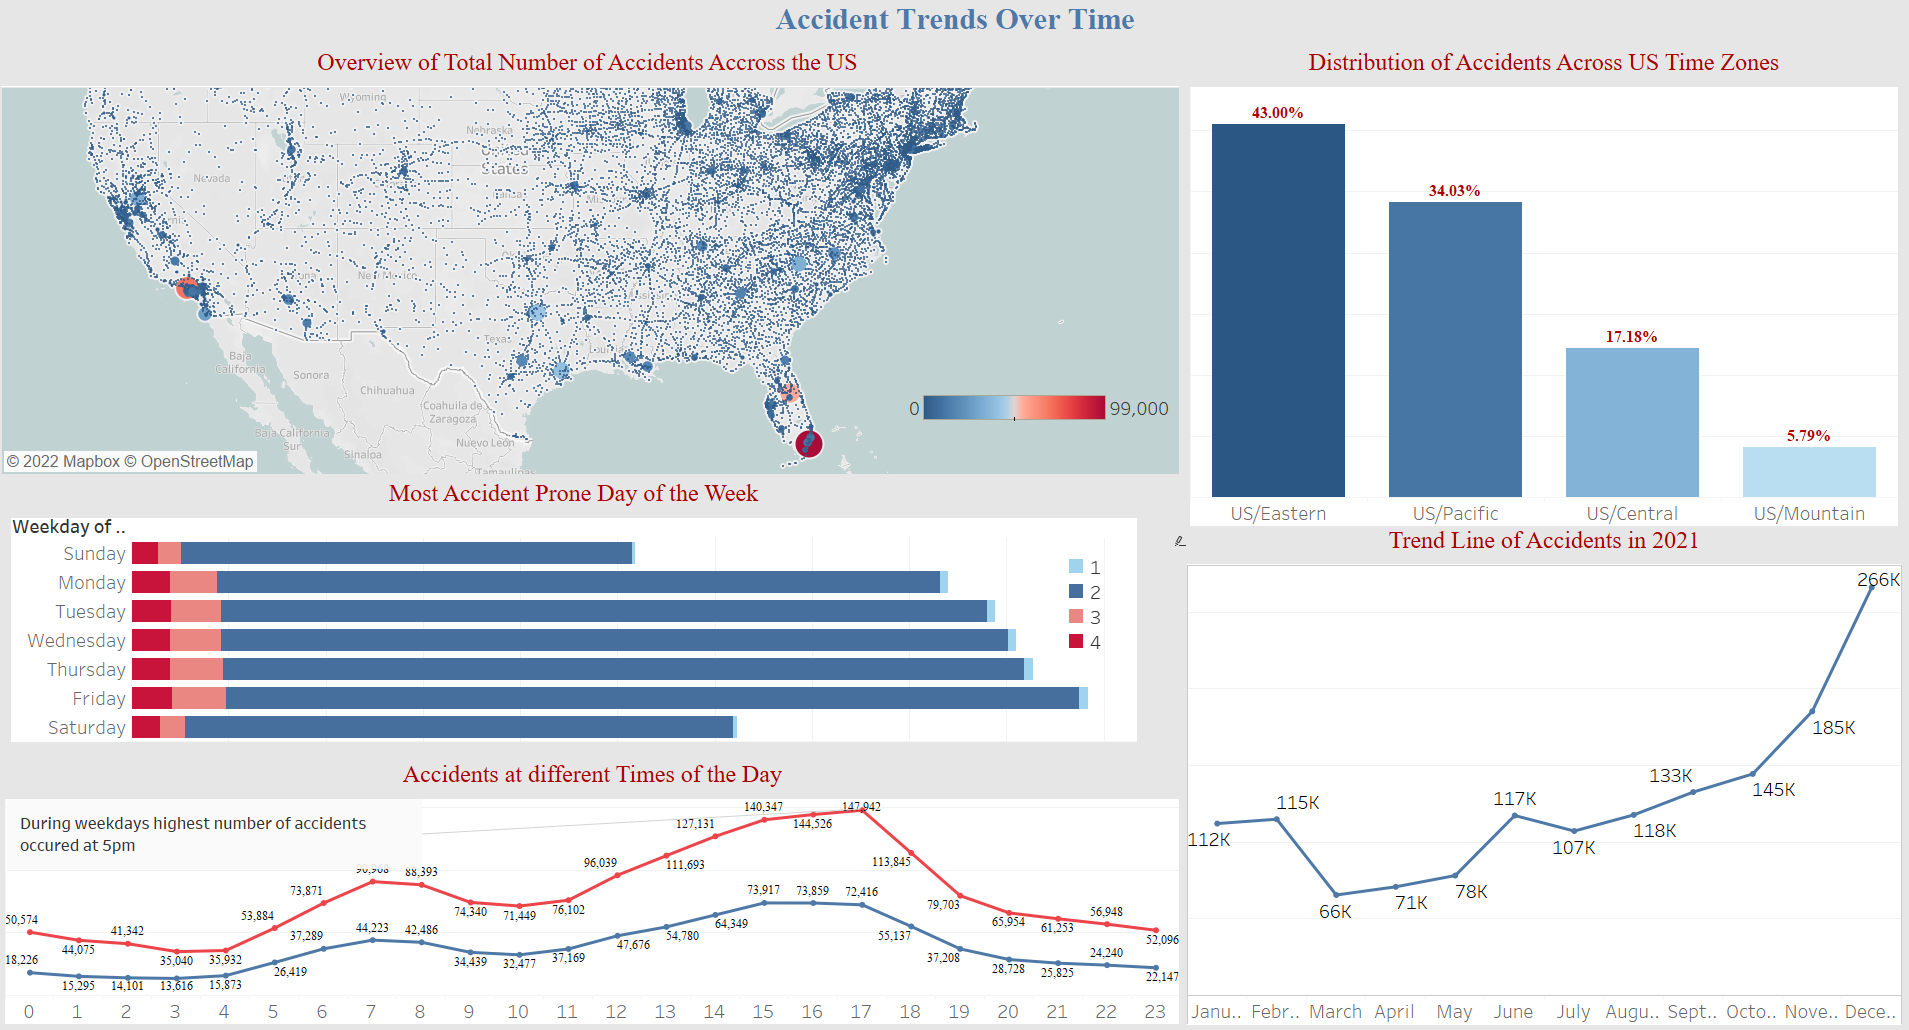 Accident Trends Over Time
Overview of Total Number of Accidents Accross the US
Wyoming
Nebraska
States
Nevada
Texas
Baja
California
Sonora
Chihuahua
Coahuila de
Zaragoza
Baja California
Sur
Nuevo León
Sinaloa
Tamaulipas
0
99,000
© 2022 Mapbox © OpenStreetMap
Distribution of Accidents Across US Time Zones
43.00%
34.03%
17.18%
5.79%
US/Eastern
US/Pacific
US/Central
US/Mountain
Most Accident Prone Day of the Week
Weekday of ..
Sunday
Monday
Tuesday
Wednesday
Thursday
Friday
Saturday
1
2
3
4
Trend Line of Accidents in 2021
112K
115K
66K
71K
78K
117K
107K
118K
133K
145K
185K
266K
Janu..
Febr..
March
April
May
June
July
Augu..
Sept..
Octo..
Nove..
Dece..
Accidents at different Times of the Day
During weekdays highest number of accidents
occured at 5pm
50,574
44,075
41,342
35,040
35,932
53,884
73,871
90,968
88,393
74,340
71,449
76,102
96,039
111,693
127,131
140,347
144,526
147,942
113,845
79,703
65,954
61,253
56,948
52,096
18,226
15,295
14,101
13,616
15,873
26,419
37,289
44,223
42,486
34,439
32,477
37,169
47,676
54,780
64,349
73,917
73,859
72,416
55,137
37,208
28,728
25,825
24,240
22,147
0 1 2 3 4 5 6 7 8 9 10 11 12 13 14 15 16 17 18 19 20 21 22 23